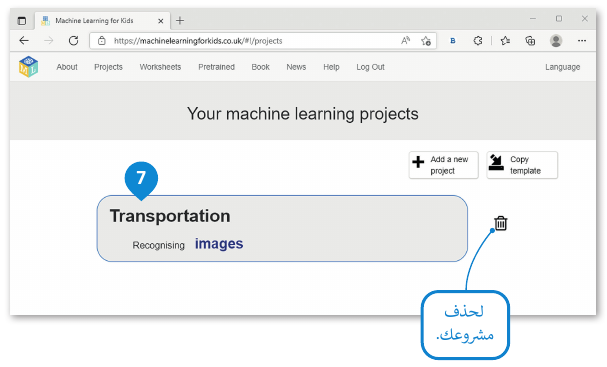 Machine Learning for Kids
https://machinelearningforkids.co.uk/#!/projects
B
About Projects Worksheets Pretrained Book News Help Log Out Language
Your machine learning projects
Add a new
project
Copy
template
7
Transportation
Recognising images
لحذف
مشروعك.